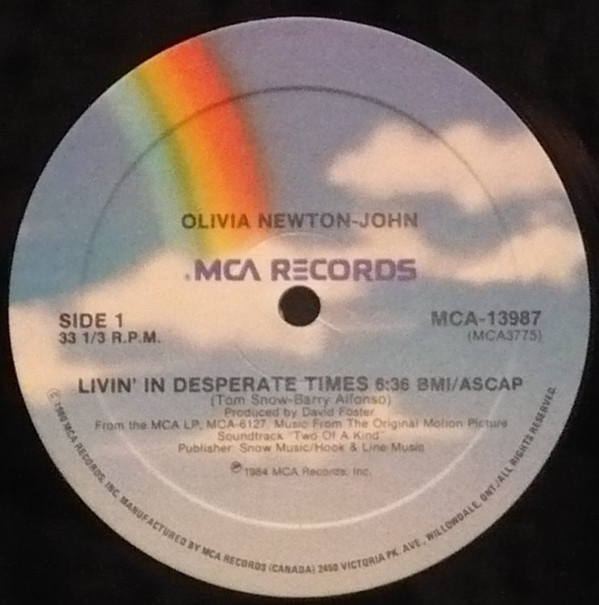 OLIVIA NEWTON-JOHN
MCA RECORDS
SIDE 1
33 1/3 R.P.M.
MCA-13987
(MCA3775)
LIVIN' IN DESPERATE TIMES 6:36 BMI/ASCAP
(Tom Snow-Barry Alfonso)
Produced by David Foster
From the MCA LP, MCA-6127, Music From The Original Motion Picture
Soundtrack "Two Of A Kind"
Publisher: Snow Music/Hook & Line Music
℗ 1984 MCA Records, Inc.
© 1980 MCA RECORDS, INC. MANUFACTURED BY MCA RECORDS (CANADA) 2450 VICTORIA PK. AVE., WILLOWDALE, ONT./ALL RIGHTS RESERVED.